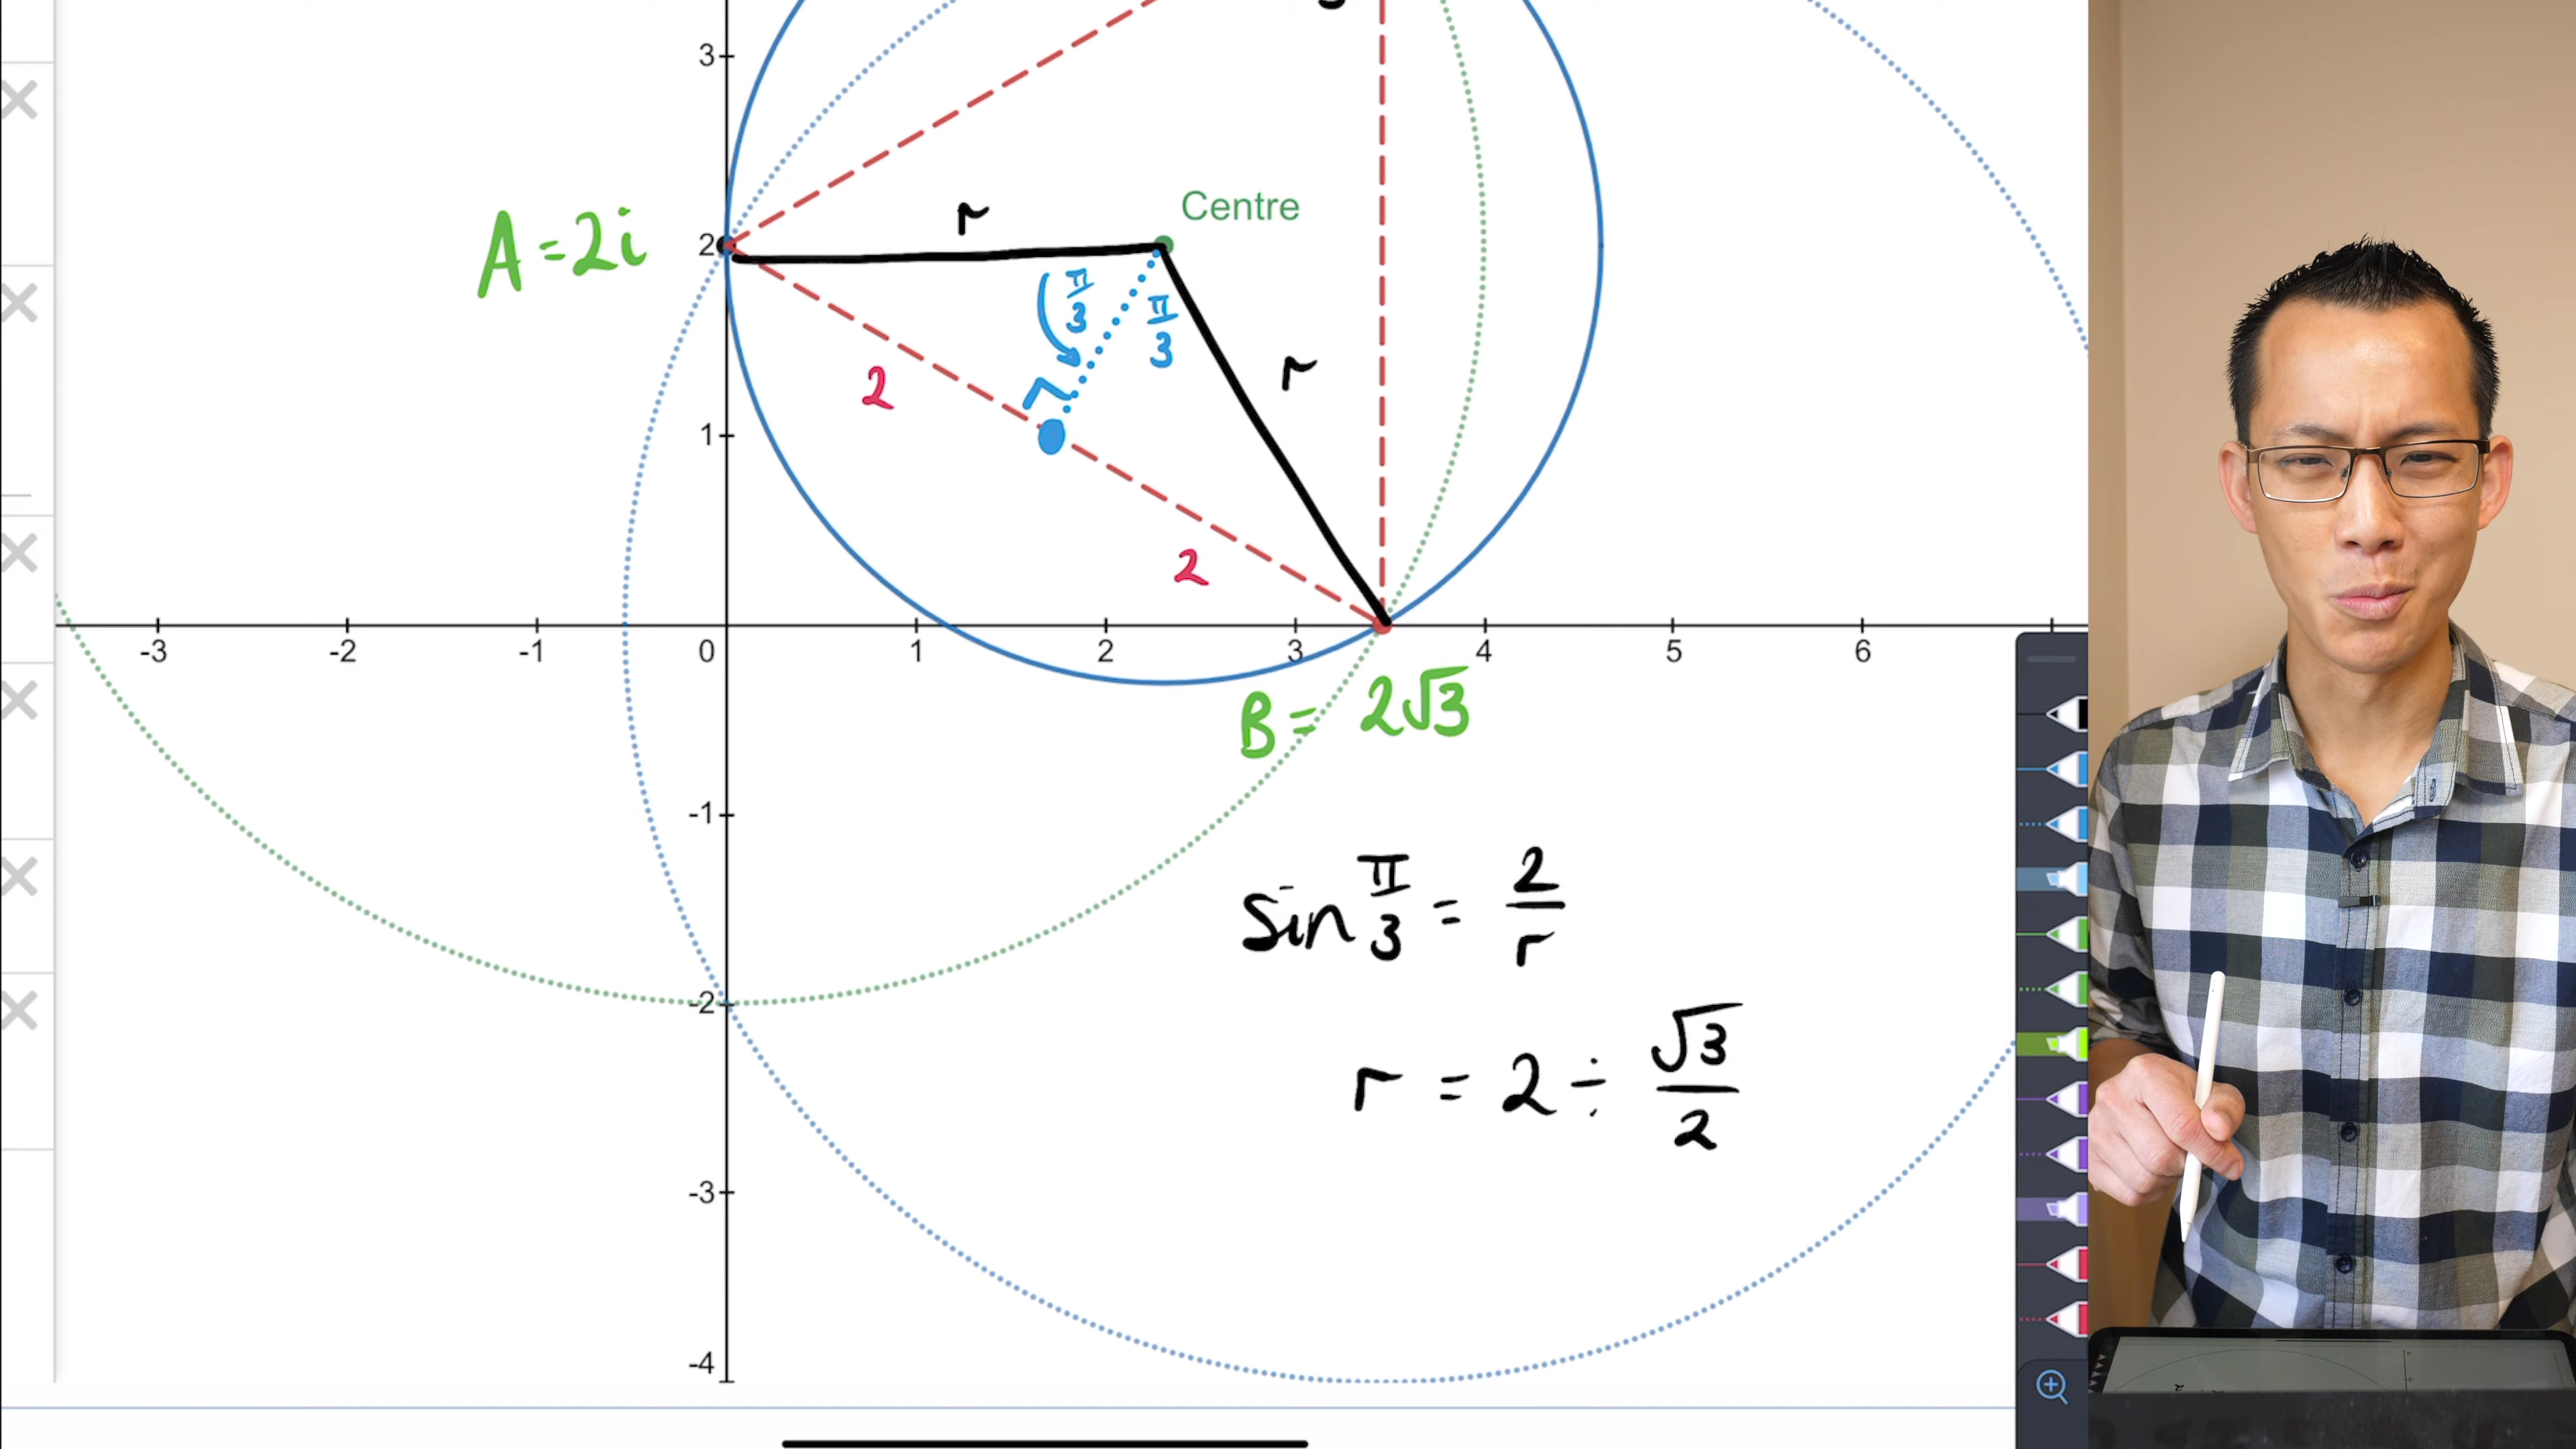 3
r
Centre
A = 2i
2
π/3
π/3
r
2
1
2
-3 -2 -1 0 1 2 3 4 5 6
B = 2√3
-1
sin π/3 = 2/r
-2
r = 2 ÷ √3/2
-3
-4